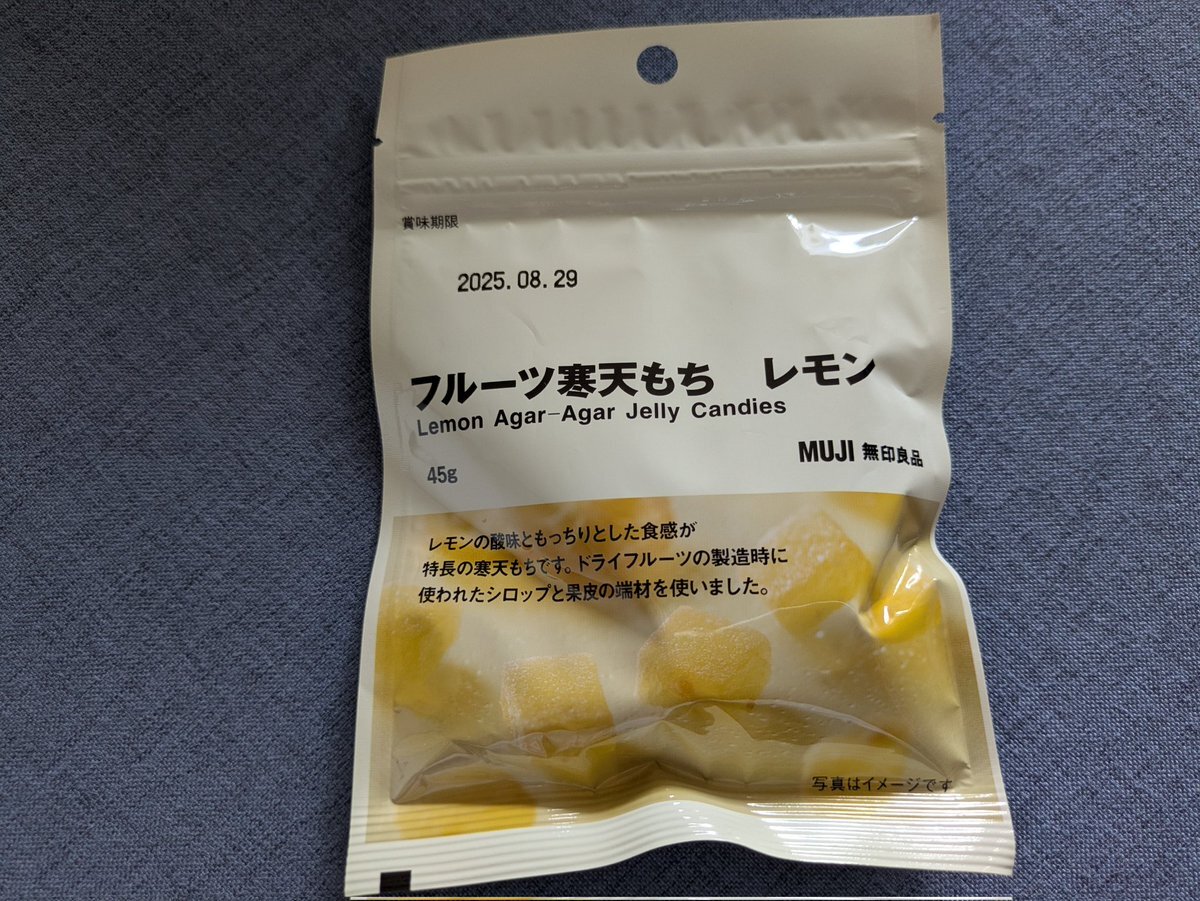 賞味期限
2025.08.29
フルーツ寒天もち　レモン
Lemon Agar-Agar Jelly Candies
MUJI 無印良品
45g
レモンの酸味ともっちりとした食感が
特長の寒天もちです。ドライフルーツの製造時に
使われたシロップと果皮の端材を使いました。
写真はイメージです